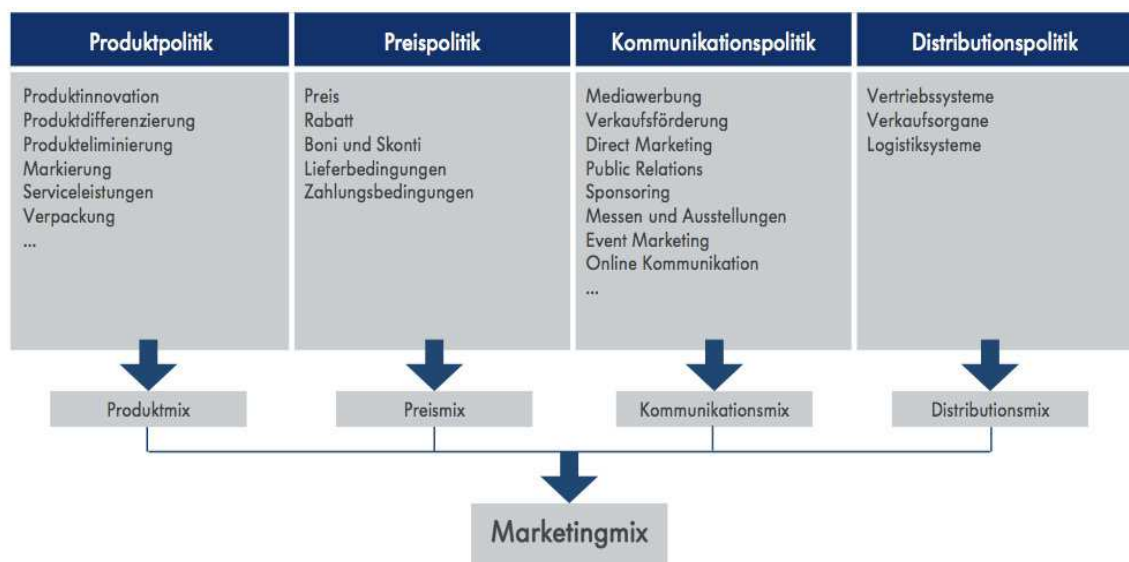 Produktpolitik
Produktinnovation
Produktdifferenzierung
Produkteliminierung
Markierung
Serviceleistungen
Verpackung
...
Preispolitik
Preis
Rabatt
Boni und Skonti
Lieferbedingungen
Zahlungsbedingungen
Kommunikationspolitik
Mediawerbung
Verkaufsförderung
Direct Marketing
Public Relations
Sponsoring
Messen und Ausstellungen
Event Marketing
Online Kommunikation
...
Distributionspolitik
Vertriebssysteme
Verkaufsorgane
Logistiksysteme
Produktmix
Preismix
Kommunikationsmix
Distributionsmix
Marketingmix